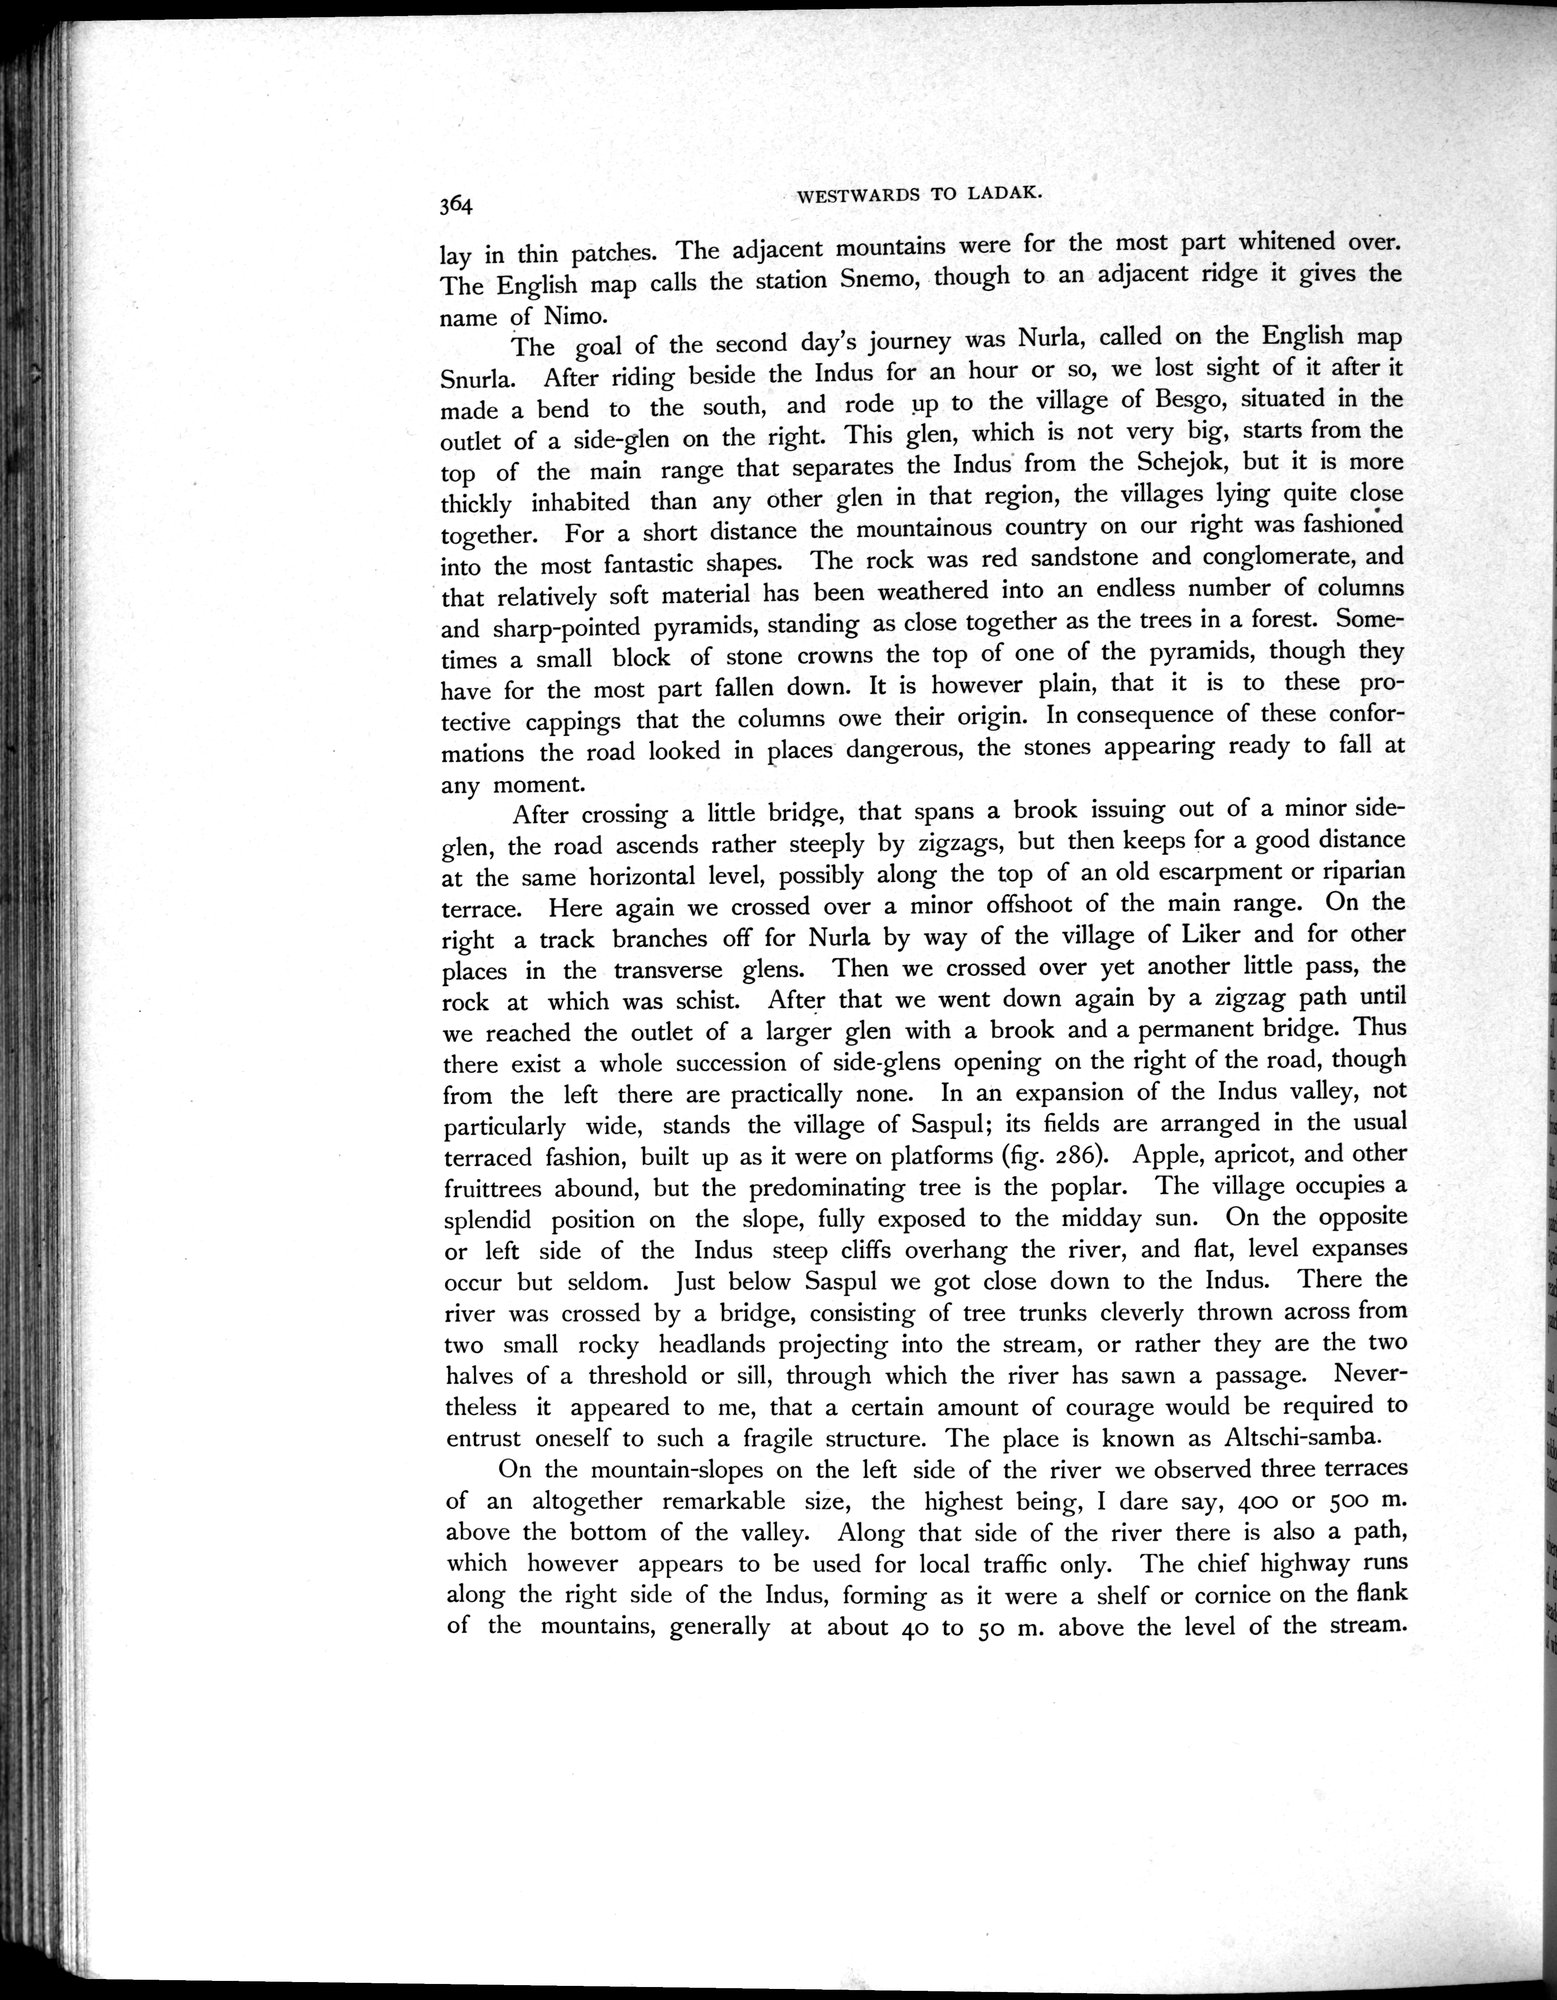 364
WESTWARDS TO LADAK.
lay in thin patches. The adjacent mountains were for the most part whitened over.
The English map calls the station Snemo, though to an adjacent ridge it gives the
name of Nimo.
The goal of the second day's journey was Nurla, called on the English map
Snurla. After riding beside the Indus for an hour or so, we lost sight of it after it
made a bend to the south, and rode up to the village of Besgo, situated in the
outlet of a side-glen on the right. This glen, which is not very big, starts from the
top of the main range that separates the Indus from the Schejok, but it is more
thickly inhabited than any other glen in that region, the villages lying quite close
together. For a short distance the mountainous country on our right was fashioned
into the most fantastic shapes. The rock was red sandstone and conglomerate, and
that relatively soft material has been weathered into an endless number of columns
and sharp-pointed pyramids, standing as close together as the trees in a forest. Some-
times a small block of stone crowns the top of one of the pyramids, though they
have for the most part fallen down. It is however plain, that it is to these pro-
tective cappings that the columns owe their origin. In consequence of these confor-
mations the road looked in places dangerous, the stones appearing ready to fall at
any moment.
After crossing a little bridge, that spans a brook issuing out of a minor side-
glen, the road ascends rather steeply by zigzags, but then keeps for a good distance
at the same horizontal level, possibly along the top of an old escarpment or riparian
terrace. Here again we crossed over a minor offshoot of the main range. On the
right a track branches off for Nurla by way of the village of Liker and for other
places in the transverse glens. Then we crossed over yet another little pass, the
rock at which was schist. After that we went down again by a zigzag path until
we reached the outlet of a larger glen with a brook and a permanent bridge. Thus
there exist a whole succession of side-glens opening on the right of the road, though
from the left there are practically none. In an expansion of the Indus valley, not
particularly wide, stands the village of Saspul; its fields are arranged in the usual
terraced fashion, built up as it were on platforms (fig. 286). Apple, apricot, and other
fruittrees abound, but the predominating tree is the poplar. The village occupies a
splendid position on the slope, fully exposed to the midday sun. On the opposite
or left side of the Indus steep cliffs overhang the river, and flat, level expanses
occur but seldom. Just below Saspul we got close down to the Indus. There the
river was crossed by a bridge, consisting of tree trunks cleverly thrown across from
two small rocky headlands projecting into the stream, or rather they are the two
halves of a threshold or sill, through which the river has sawn a passage. Never-
theless it appeared to me, that a certain amount of courage would be required to
entrust oneself to such a fragile structure. The place is known as Altschi-samba.
On the mountain-slopes on the left side of the river we observed three terraces
of an altogether remarkable size, the highest being, I dare say, 400 or 500 m.
above the bottom of the valley. Along that side of the river there is also a path,
which however appears to be used for local traffic only. The chief highway runs
along the right side of the Indus, forming as it were a shelf or cornice on the flank
of the mountains, generally at about 40 to 50 m. above the level of the stream.